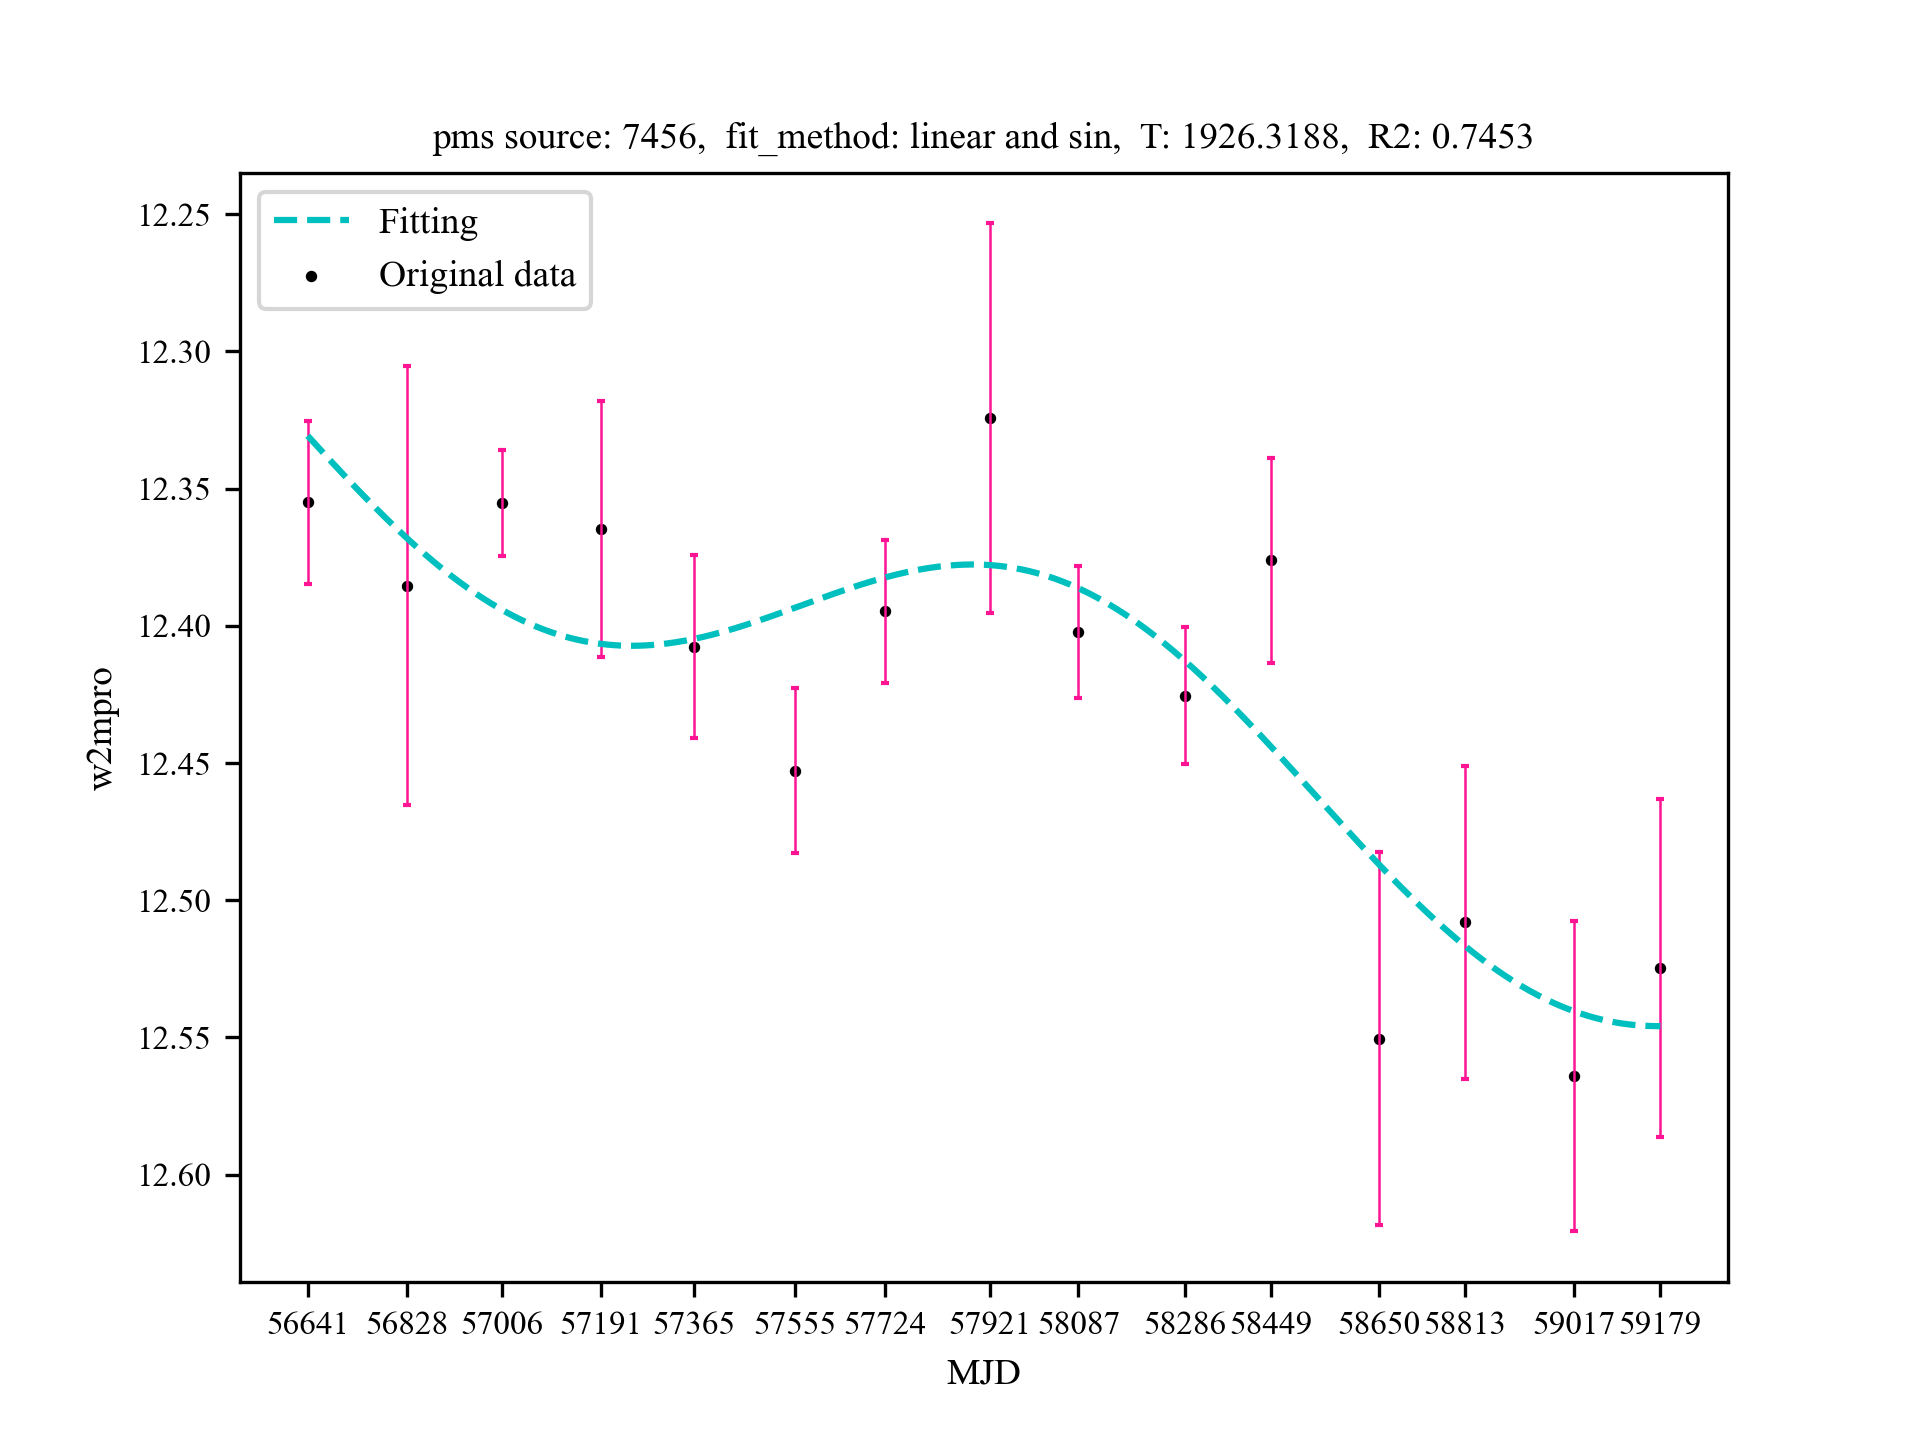 pms source: 7456,  fit_method: linear and sin,  T: 1926.3188,  R2: 0.7453
Fitting
Original data
12.25
12.30
12.35
12.40
12.45
12.50
12.55
12.60
w2mpro
56641 56828 57006 57191 57365 57555 57724 57921 58087 58286 58449 58650 58813 59017 59179
MJD